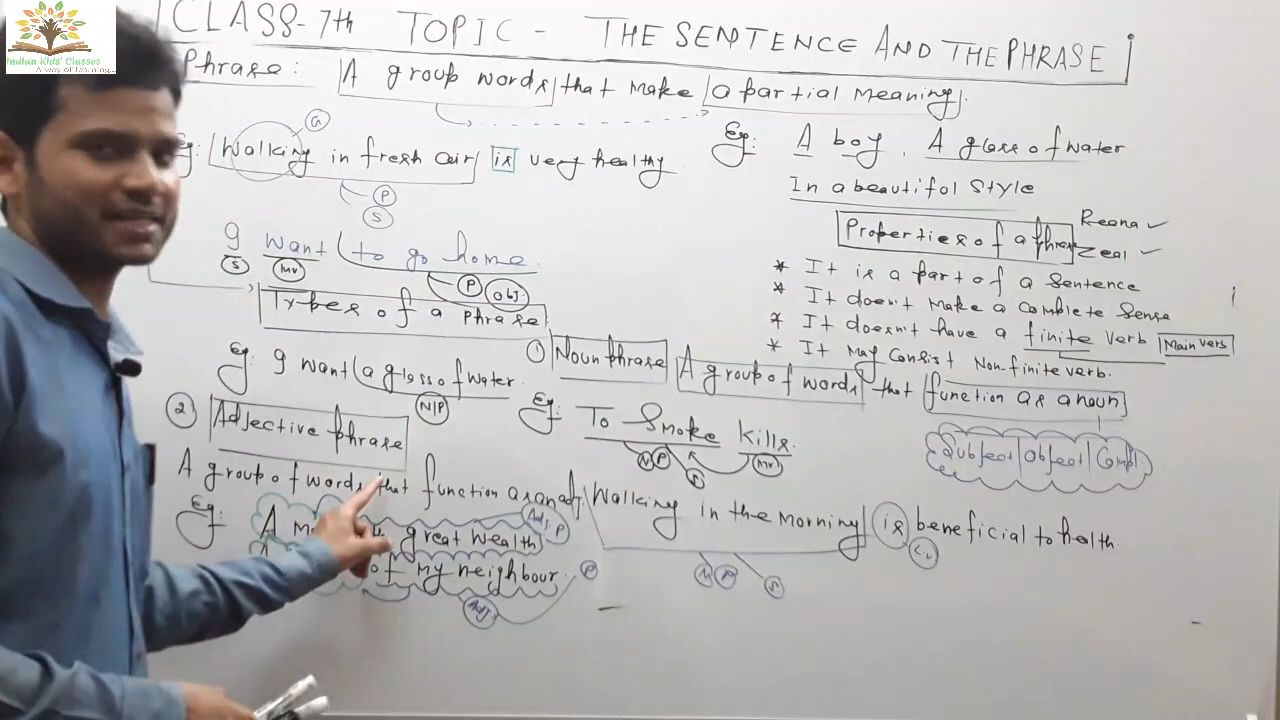 Indian Kids' Classes
A way of learning...
CLASS-7th TOPIC - THE SENTENCE AND THE PHRASE
Phrase: A group words that make a partial meaning.
Eg: Walking in fresh air is very healthy
G
P
S
Eg: A boy, A glass of water
In a beautiful style
I want to go home.
S MV P Obj.
Properties of a phrase
Reena ✓
Zeal ✓
* It is a part of a sentence
* It doesn't make a complete sense
* It doesn't have a finite verb Main verb
* It may consist Non-finite verb.
Types of a phrase
1 Noun phrase A group of words that function as a noun
Subject/Object/Compl.
Eg: I want a glass of water.
N/P
Eg: To smoke kills.
N P S MV
2 Adjective phrase
A group of words that function as an adj.
Eg: A great wealth
Adj. P
of my neighbour.
Adj. P
Walking in the morning is beneficial to health.
N P S L.V